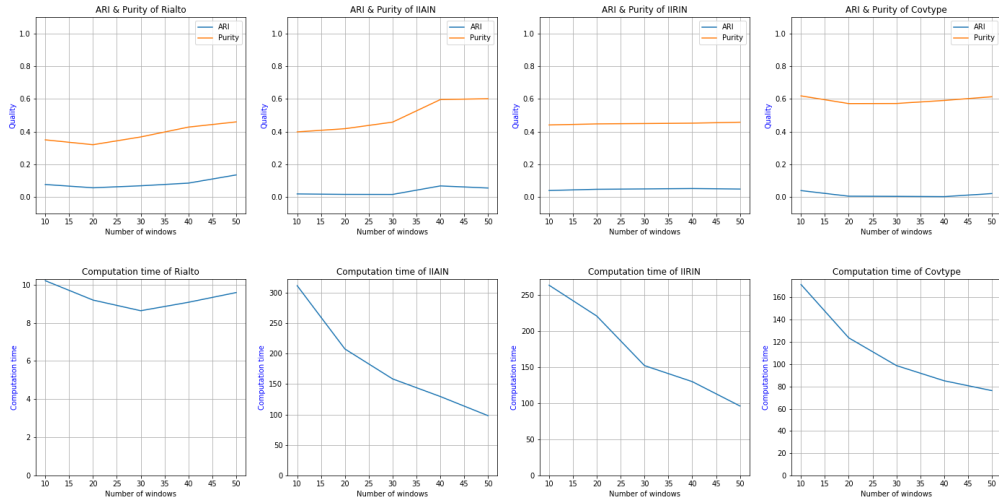 ARI & Purity of Rialto
ARI
Purity
1.0
0.8
0.6
0.4
0.2
0.0
Quality
10 15 20 25 30 35 40 45 50
Number of windows
ARI & Purity of IIAIN
ARI
Purity
1.0
0.8
0.6
0.4
0.2
0.0
Quality
10 15 20 25 30 35 40 45 50
Number of windows
ARI & Purity of IIRIN
ARI
Purity
1.0
0.8
0.6
0.4
0.2
0.0
Quality
10 15 20 25 30 35 40 45 50
Number of windows
ARI & Purity of Covtype
ARI
Purity
1.0
0.8
0.6
0.4
0.2
0.0
Quality
10 15 20 25 30 35 40 45 50
Number of windows
Computation time of Rialto
10
8
6
4
2
0
Computation time
10 15 20 25 30 35 40 45 50
Number of windows
Computation time of IIAIN
300
250
200
150
100
50
0
Computation time
10 15 20 25 30 35 40 45 50
Number of windows
Computation time of IIRIN
250
200
150
100
50
0
Computation time
10 15 20 25 30 35 40 45 50
Number of windows
Computation time of Covtype
160
140
120
100
80
60
40
20
0
Computation time
10 15 20 25 30 35 40 45 50
Number of windows